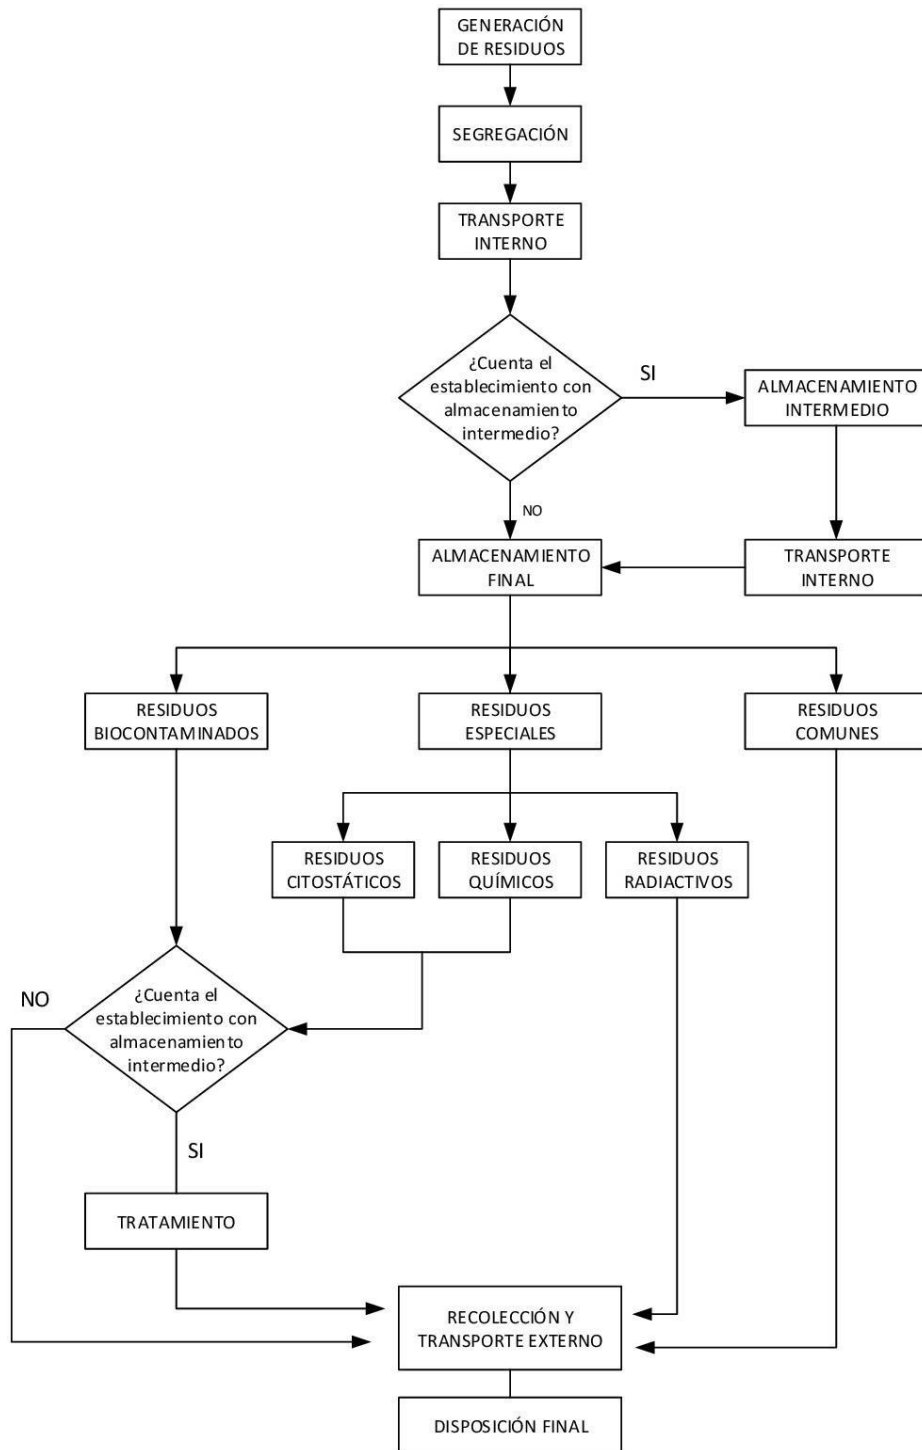 GENERACIÓN
DE RESIDUOS
SEGREGACIÓN
TRANSPORTE
INTERNO
¿Cuenta el
establecimiento con
almacenamiento
intermedio?
SI
ALMACENAMIENTO
INTERMEDIO
NO
ALMACENAMIENTO
FINAL
TRANSPORTE
INTERNO
RESIDUOS
BIOCONTAMINADOS
RESIDUOS
ESPECIALES
RESIDUOS
COMUNES
RESIDUOS
CITOSTÁTICOS
RESIDUOS
QUÍMICOS
RESIDUOS
RADIACTIVOS
NO
¿Cuenta el
establecimiento con
almacenamiento
intermedio?
SI
TRATAMIENTO
RECOLECCIÓN Y
TRANSPORTE EXTERNO
DISPOSICIÓN FINAL